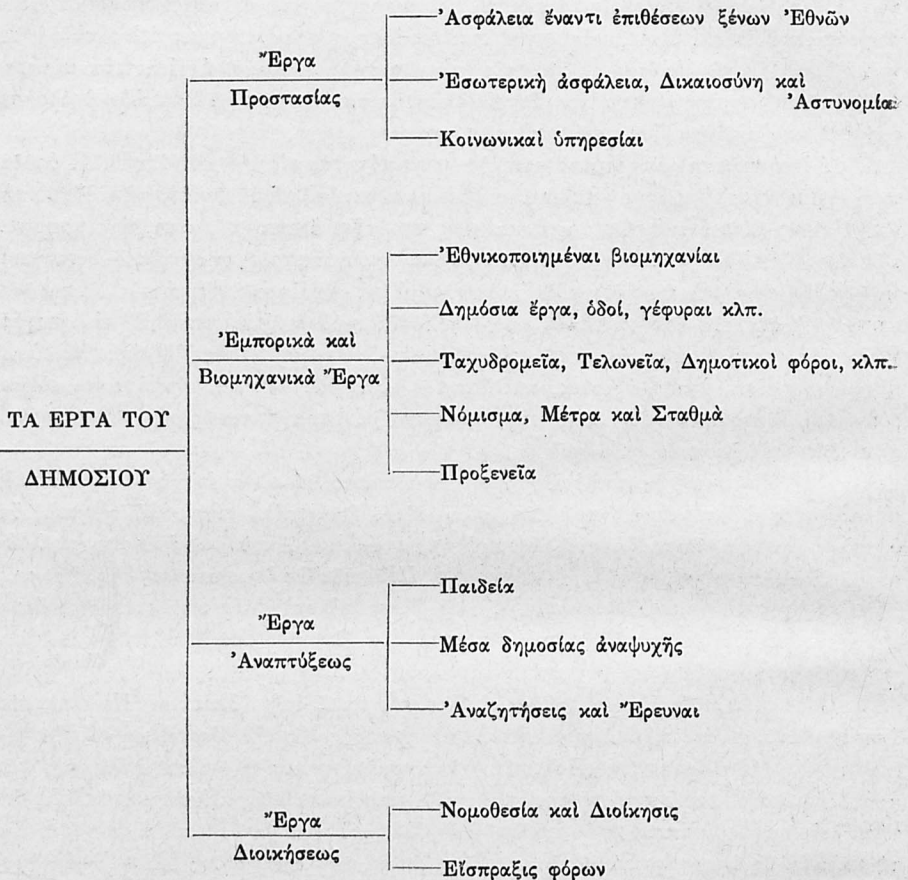 Ἀσφάλεια ἔναντι ἐπιθέσεων ξένων Ἐθνῶν
Ἔργα
Προστασίας
Ἐσωτερικὴ ἀσφάλεια, Δικαιοσύνη καὶ
Ἀστυνομία
Κοινωνικαὶ ὑπηρεσίαι
Ἐθνικοποιημέναι βιομηχανίαι
Δημόσια ἔργα, ὁδοί, γέφυραι κλπ.
Ἐμπορικὰ καὶ
Βιομηχανικὰ Ἔργα
Ταχυδρομεῖα, Τελωνεῖα, Δημοτικοὶ φόροι, κλπ.
Νόμισμα, Μέτρα καὶ Σταθμὰ
Προξενεῖα
ΤΑ ΕΡΓΑ ΤΟΥ
ΔΗΜΟΣΙΟΥ
Παιδεία
Ἔργα
Ἀναπτύξεως
Μέσα δημοσίας ἀναψυχῆς
Ἀναζητήσεις καὶ Ἔρευναι
Νομοθεσία καὶ Διοίκησις
Ἔργα
Διοικήσεως
Εἴσπραξις φόρων